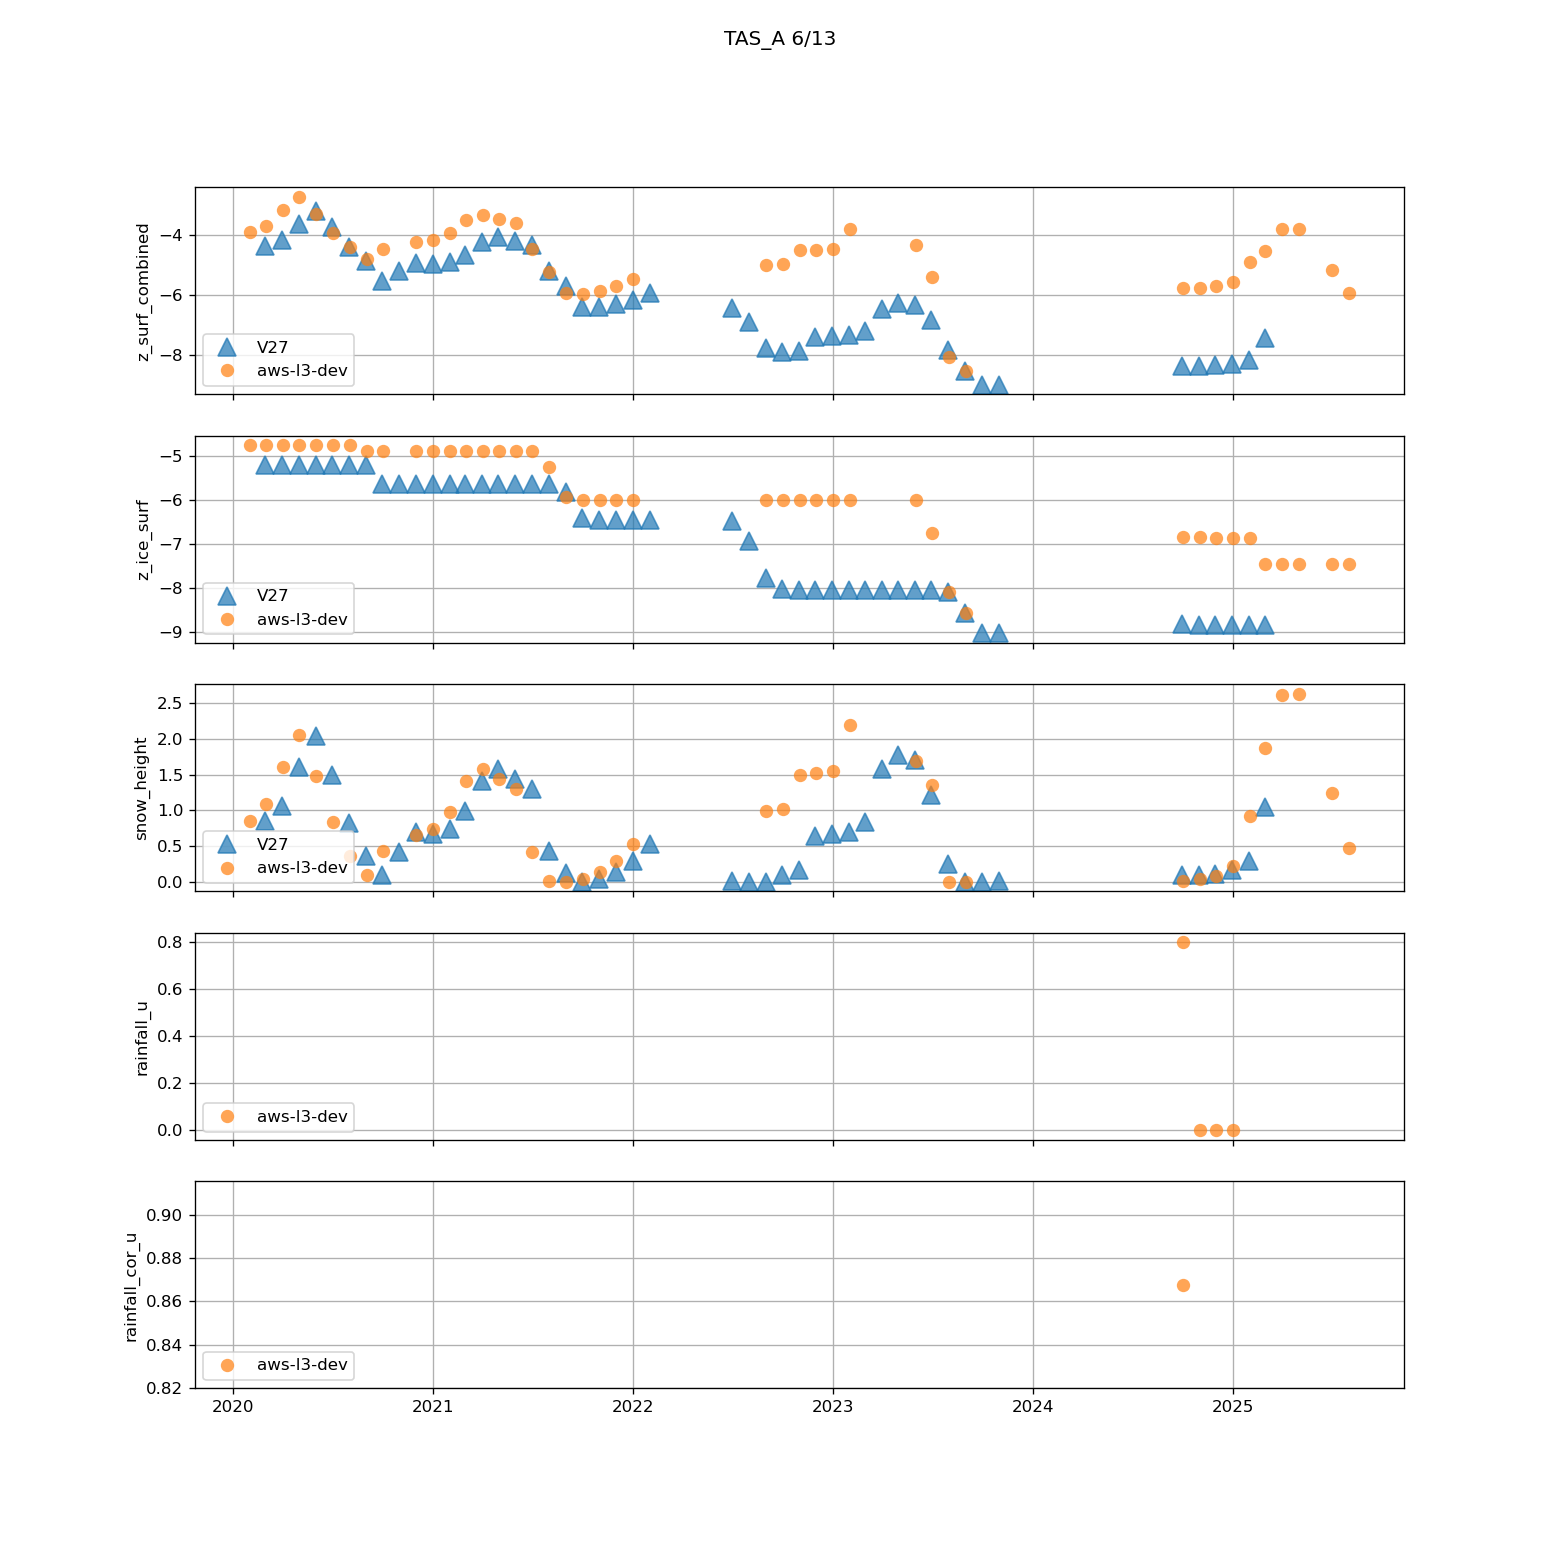 TAS_A 6/13
z_surf_combined
−4
−6
−8
V27
aws-l3-dev
z_ice_surf
−5
−6
−7
−8
−9
V27
aws-l3-dev
snow_height
2.5
2.0
1.5
1.0
0.5
0.0
V27
aws-l3-dev
rainfall_u
0.8
0.6
0.4
0.2
0.0
aws-l3-dev
rainfall_cor_u
0.90
0.88
0.86
0.84
0.82
aws-l3-dev
2020 2021 2022 2023 2024 2025